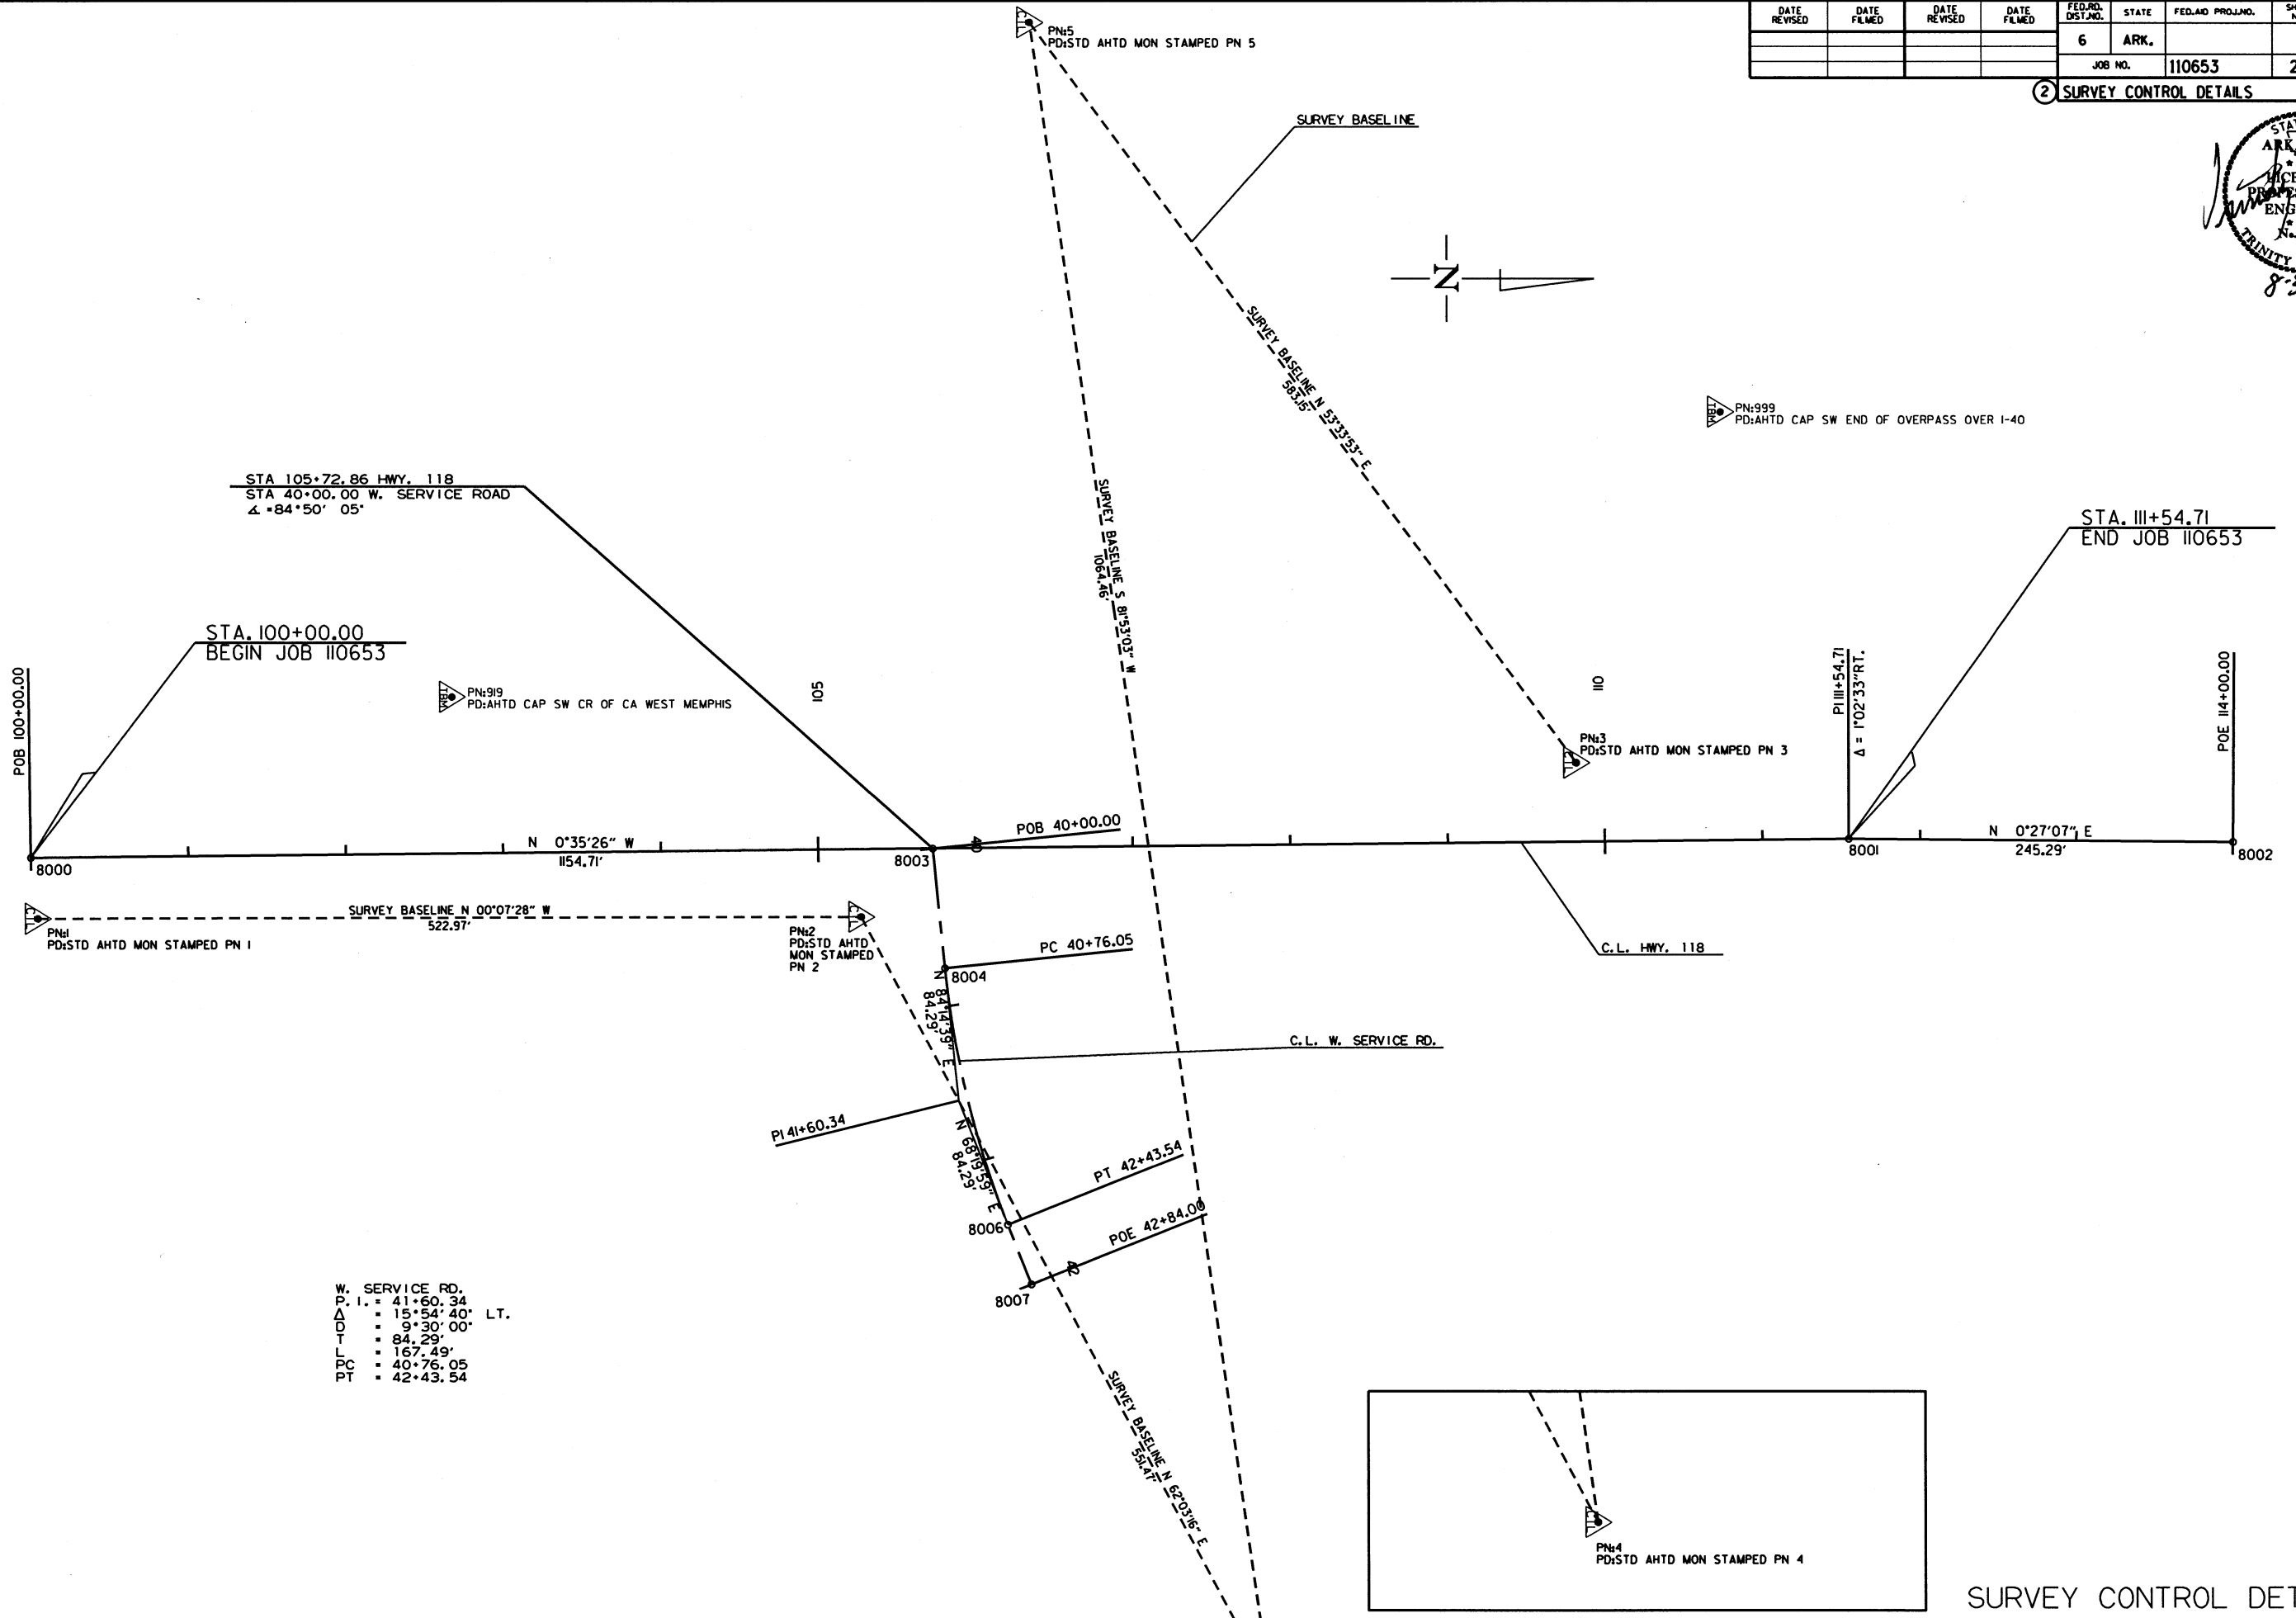 DATE REVISED
DATE FILMED
DATE REVISED
DATE FILMED
FED.RD. DIST.NO.
STATE
FED.AID PROJ.NO.
6
ARK.
JOB NO.
110653
2
2 SURVEY CONTROL DETAILS
ENG
TRINITY
CTL
PN:5
PD:STD AHTD MON STAMPED PN 5
SURVEY BASELINE
N
SURVEY BASELINE N 53°33'53" E
583.15'
TBM
PN:999
PD:AHTD CAP SW END OF OVERPASS OVER I-40
STA 105+72.86 HWY. 118
STA 40+00.00 W. SERVICE ROAD
∡ =84°50' 05"
SURVEY BASELINE S 81°53'03" W
1064.46'
STA. 111+54.71
END JOB 110653
STA. 100+00.00
BEGIN JOB 110653
POB 100+00.00
TBM
PN:919
PD:AHTD CAP SW CR OF CA WEST MEMPHIS
105
110
PI 111+54.71
Δ = 1°02'33" RT.
POE 114+00.00
CTL
PN:3
PD:STD AHTD MON STAMPED PN 3
POB 40+00.00
40
N 0°35'26" W
1154.71'
8000
8003
8001
N 0°27'07" E
245.29'
8002
CTL
PN:1
PD:STD AHTD MON STAMPED PN 1
SURVEY BASELINE N 00°07'28" W
522.97'
CTL
PN:2
PD:STD AHTD
MON STAMPED
PN 2
PC 40+76.05
8004
C.L. HWY. 118
N 84°14'39" E
84.29'
C.L. W. SERVICE RD.
PI 41+60.34
N 68°19'59" E
84.29'
PT 42+43.54
8006
POE 42+84.00
42
8007
W. SERVICE RD.
P.I. = 41+60.34
Δ = 15°54'40" LT.
D = 9°30'00"
T = 84.29'
L = 167.49'
PC = 40+76.05
PT = 42+43.54
SURVEY BASELINE N 62°03'16" E
551.47'
CTL
PN:4
PD:STD AHTD MON STAMPED PN 4
SURVEY CONTROL DET